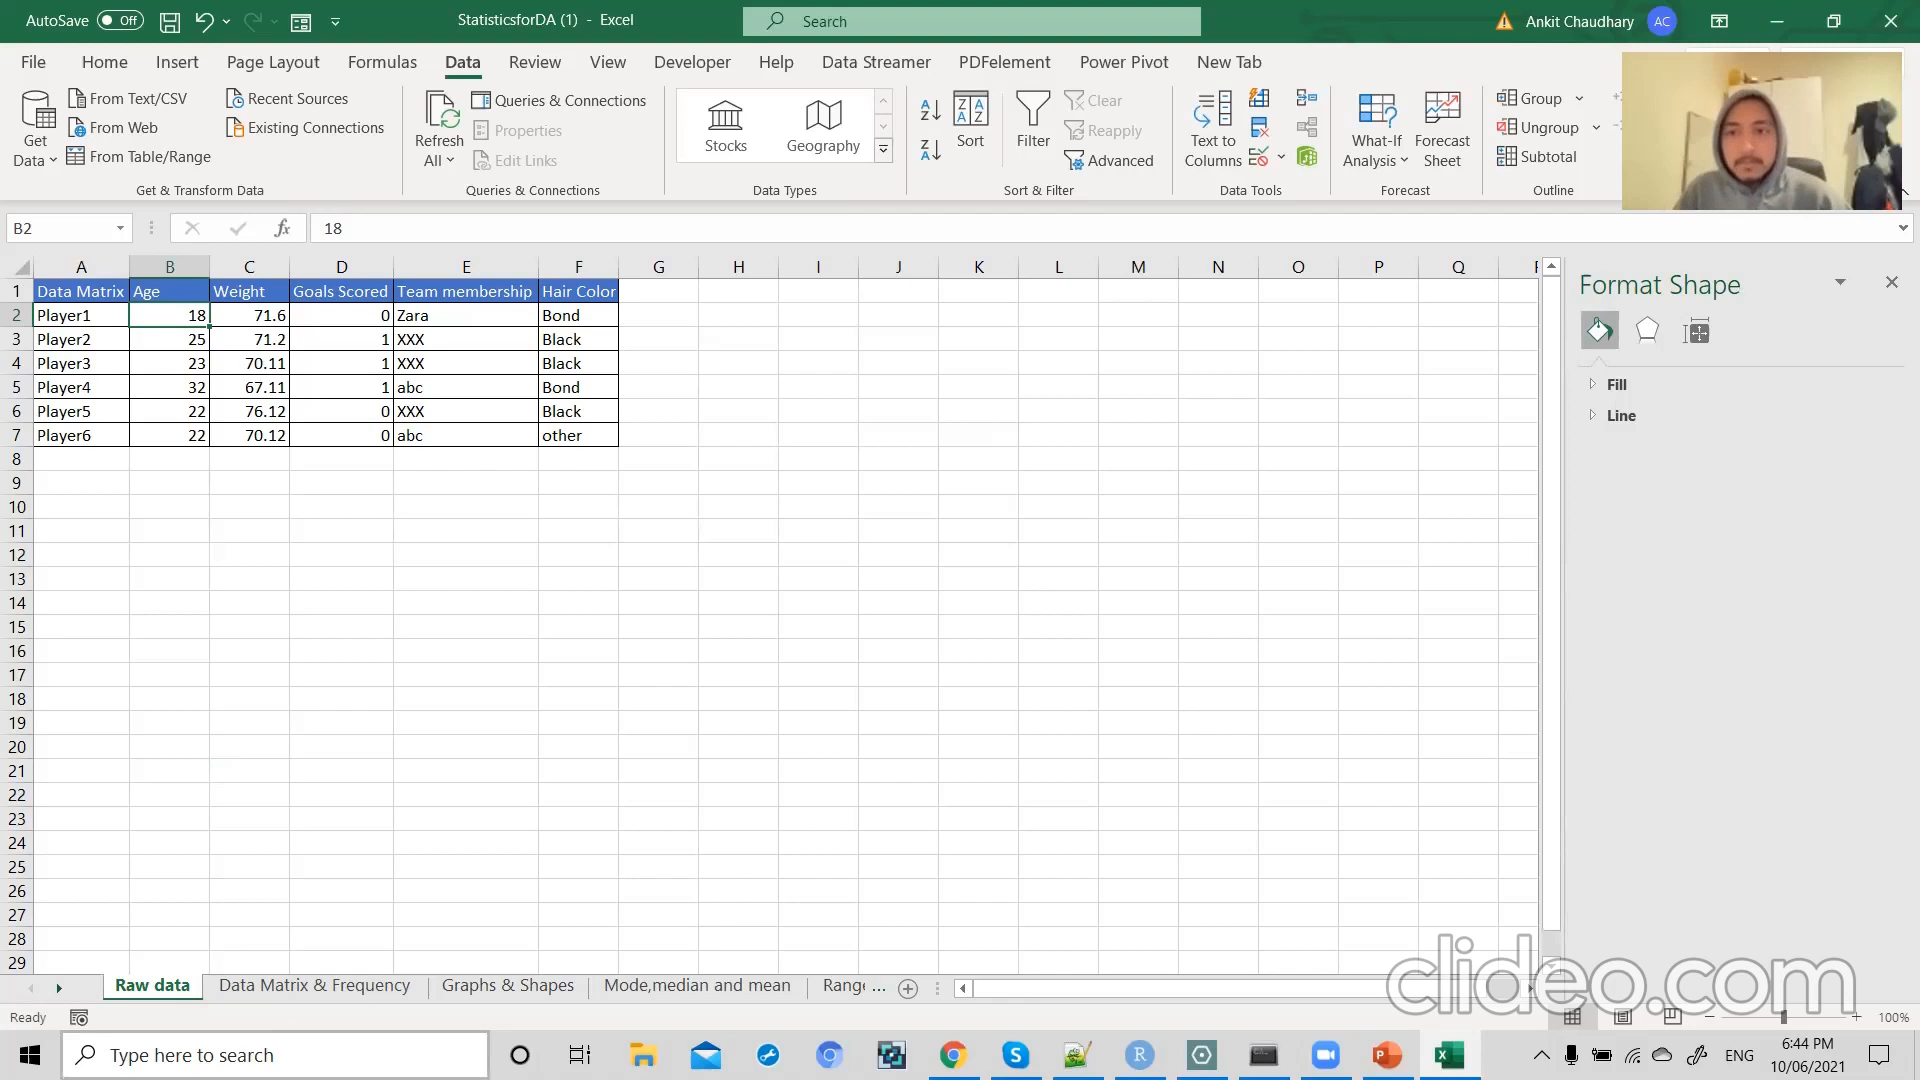 AutoSave Off StatisticsforDA (1) - Excel Search Ankit Chaudhary AC
File Home Insert Page Layout Formulas Data Review View Developer Help Data Streamer PDFelement Power Pivot New Tab
Get Data
From Text/CSV
From Web
From Table/Range
Recent Sources
Existing Connections
Get & Transform Data
Refresh All
Queries & Connections
Properties
Edit Links
Queries & Connections
Stocks Geography
Data Types
Sort
Filter
Clear
Reapply
Advanced
Sort & Filter
Text to Columns
Data Tools
What-If Analysis
Forecast Sheet
Forecast
Group
Ungroup
Subtotal
Outline
B2 fx 18
A B C D E F G H I J K L M N O P Q
1 Data Matrix Age Weight Goals Scored Team membership Hair Color
2 Player1 18 71.6 0 Zara Bond
3 Player2 25 71.2 1 XXX Black
4 Player3 23 70.11 1 XXX Black
5 Player4 32 67.11 1 abc Bond
6 Player5 22 76.12 0 XXX Black
7 Player6 22 70.12 0 abc other
8
9
10
11
12
13
14
15
16
17
18
19
20
21
22
23
24
25
26
27
28
29
Format Shape
Fill
Line
Raw data Data Matrix & Frequency Graphs & Shapes Mode,median and mean Range ...
clideo.com
Ready 100%
Type here to search
ENG
6:44 PM
10/06/2021